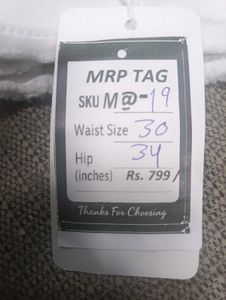 MRP TAG
SKU M@-19
Waist Size 30
Hip 34
(inches) Rs. 799/
Thanks For Choosing